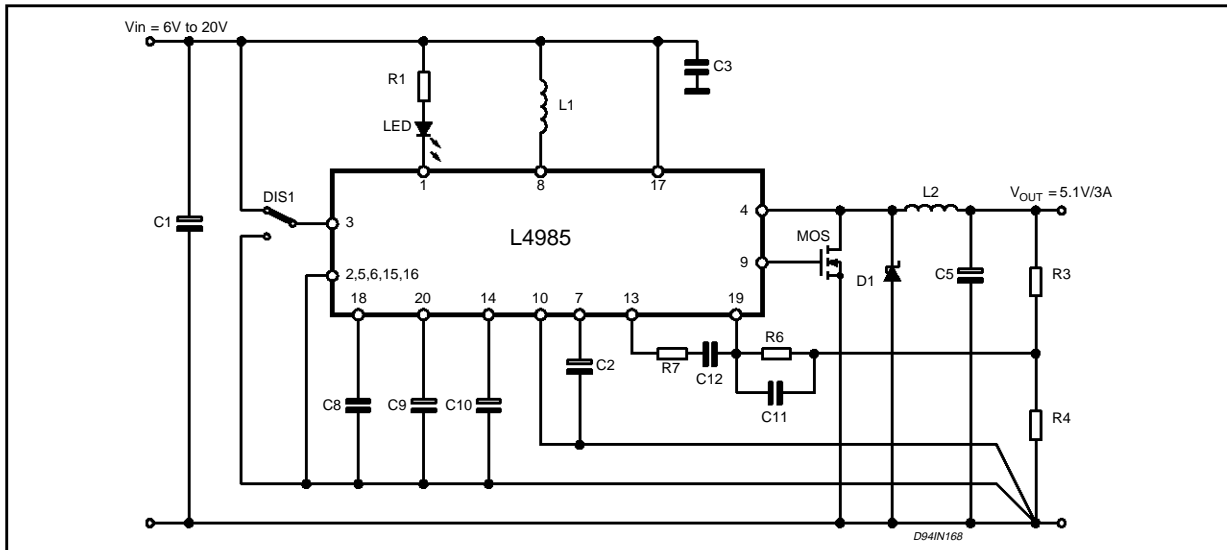 Vin = 6V to 20V
C3
R1
L1
LED
1
8
17
DIS1
L2
VOUT = 5.1V/3A
C1
3
4
L4985
MOS
9
D1
C5
R3
2,5,6,15,16
18
20
14
10
7
13
19
R6
C2
R7
C12
C8
C9
C10
C11
R4
D94IN168